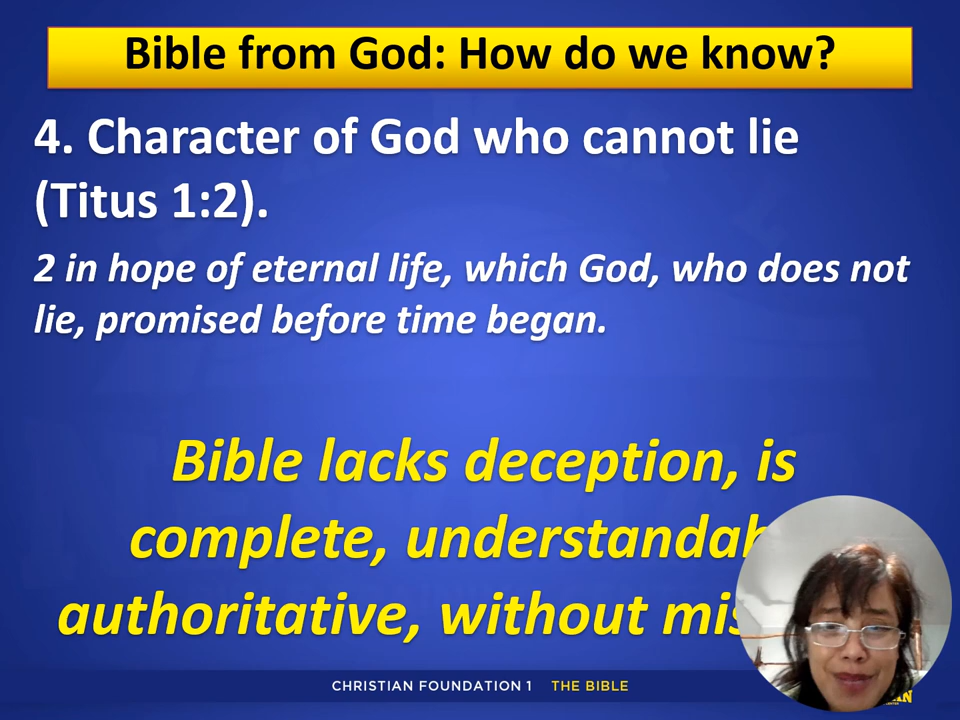 Bible from God: How do we know?
4. Character of God who cannot lie
(Titus 1:2).
2 in hope of eternal life, which God, who does not
lie, promised before time began.
Bible lacks deception, is
complete,
authoritative, without
CHRISTIAN FOUNDATION 1 THE BIBLE